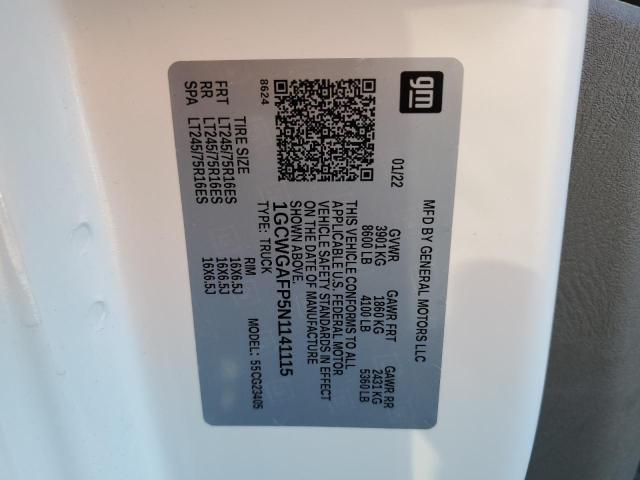 gm
MFD BY GENERAL MOTORS LLC
01/22
GVWR GAWR FRT GAWR RR
3901 KG 1860 KG 2431 KG
8600 LB 4100 LB 5360 LB
THIS VEHICLE CONFORMS TO ALL
APPLICABLE U.S. FEDERAL MOTOR
VEHICLE SAFETY STANDARDS IN EFFECT
ON THE DATE OF MANUFACTURE
SHOWN ABOVE.
1GCWGAFP5N1141115
TYPE: TRUCK MODEL: 55CG23405
8624
TIRE SIZE RIM
FRT LT245/75R16ES 16X6.5J
RR LT245/75R16ES 16X6.5J
SPA LT245/75R16ES 16X6.5J